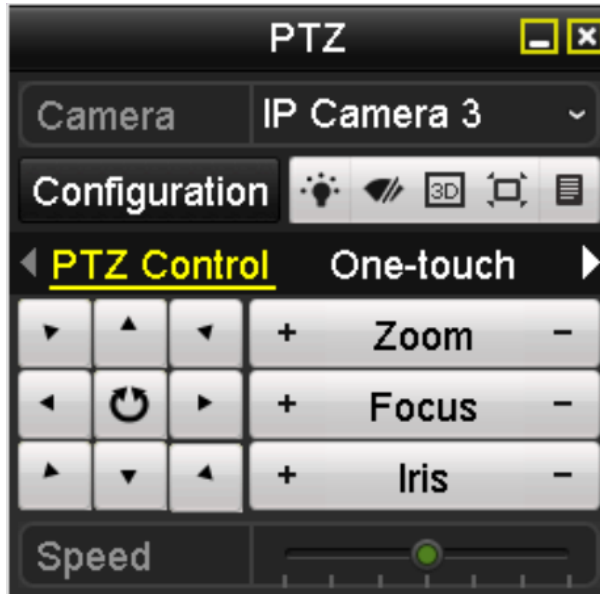 PTZ
Camera IP Camera 3
Configuration 3D
PTZ Control One-touch
+ Zoom -
+ Focus -
+ Iris -
Speed